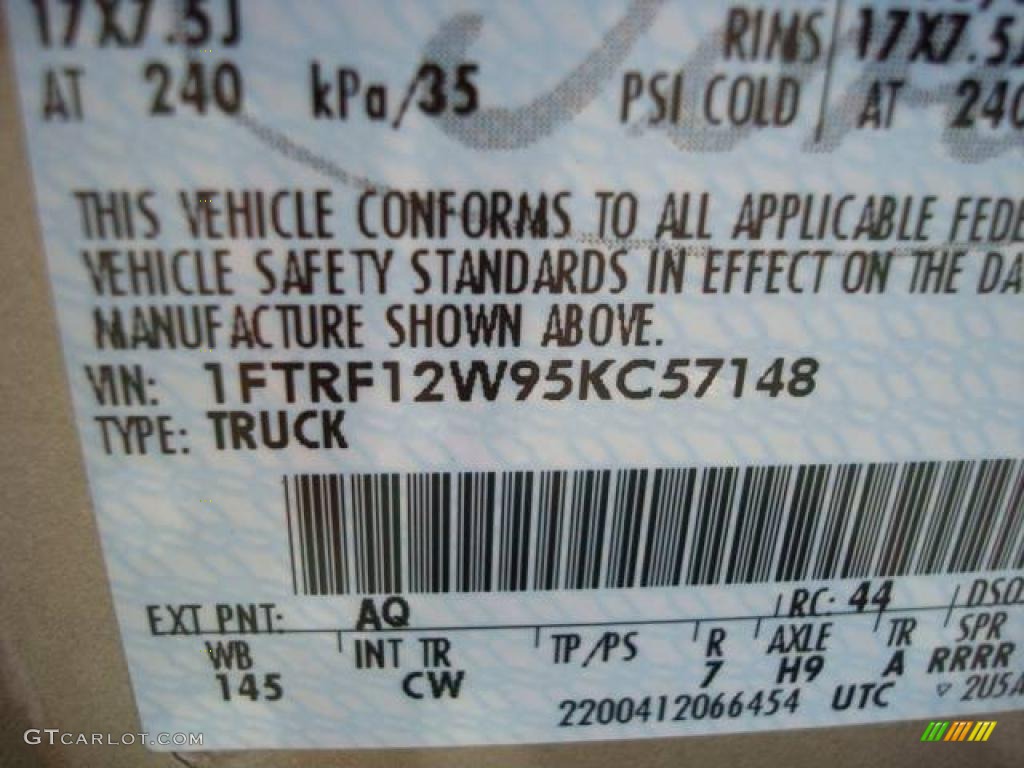 17X7.5J RINS 17X7.5J
AT 240 kPa/35 PSI COLD AT 240
THIS VEHICLE CONFORMS TO ALL APPLICABLE FEDE
VEHICLE SAFETY STANDARDS IN EFFECT ON THE DA
MANUFACTURE SHOWN ABOVE.
VIN: 1FTRF12W95KC57148
TYPE: TRUCK
EXT PNT: AQ RC: 44 DSO
WB INT TR TP/PS R AXLE TR SPR
145 CW 7 H9 A RRRR
2200412066454 UTC ▽ 2USA
GTCARLOT.COM